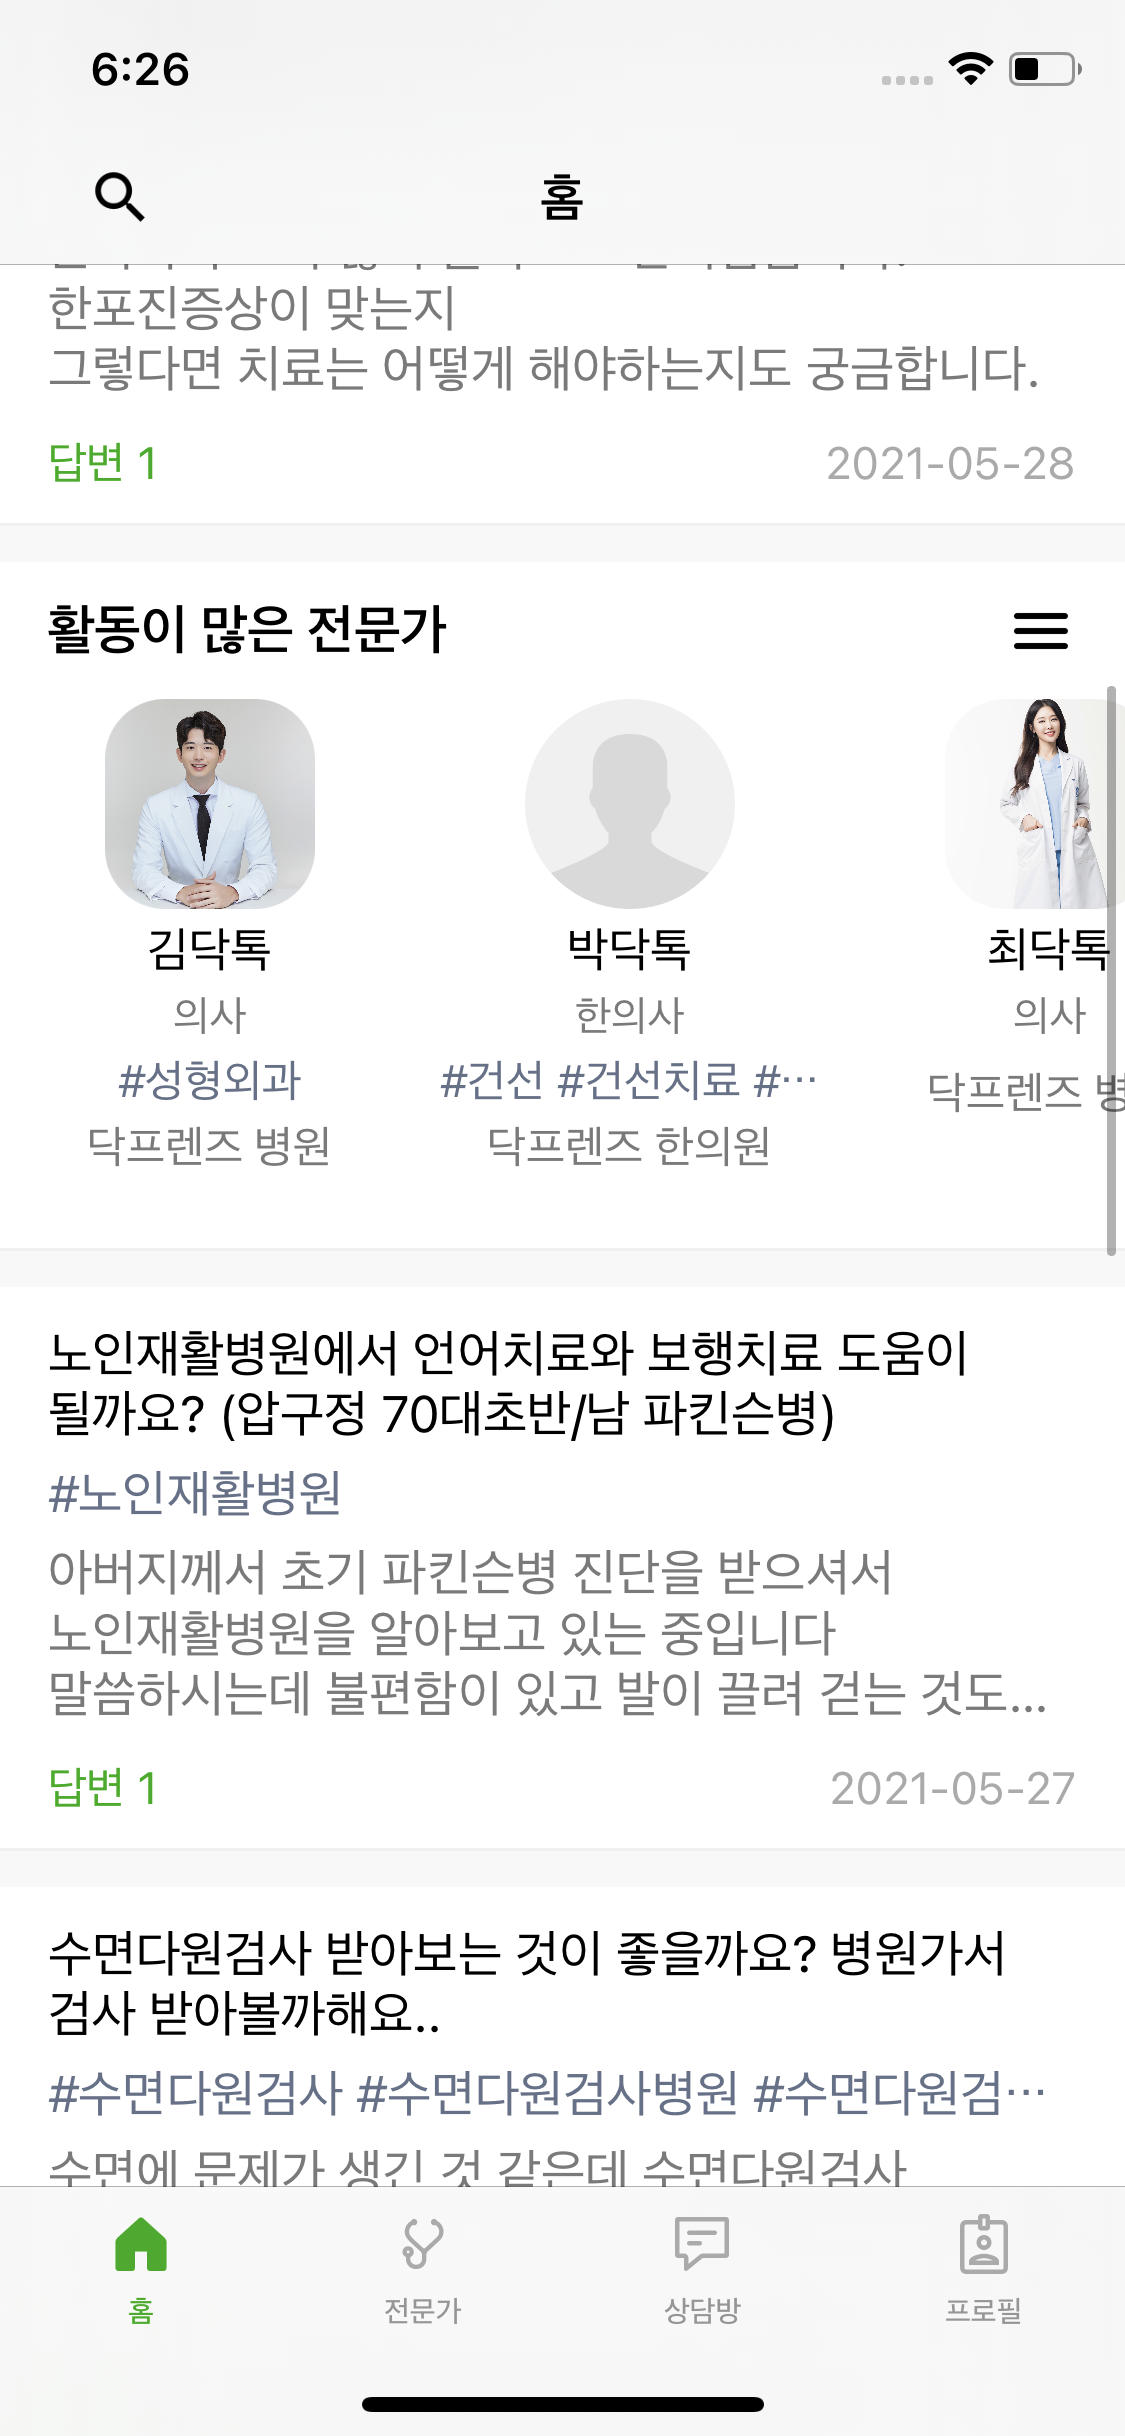 6:26
홈
한포진증상이 맞는지
그렇다면 치료는 어떻게 해야하는지도 궁금합니다.
답변 1
2021-05-28
활동이 많은 전문가
김닥톡
의사
#성형외과
닥프렌즈 병원
박닥톡
한의사
#건선 #건선치료 #…
닥프렌즈 한의원
최닥톡
의사
닥프렌즈 병
노인재활병원에서 언어치료와 보행치료 도움이
될까요? (압구정 70대초반/남 파킨슨병)
#노인재활병원
아버지께서 초기 파킨슨병 진단을 받으셔서
노인재활병원을 알아보고 있는 중입니다
말씀하시는데 불편함이 있고 발이 끌려 걷는 것도...
답변 1
2021-05-27
수면다원검사 받아보는 것이 좋을까요? 병원가서
검사 받아볼까해요..
#수면다원검사 #수면다원검사병원 #수면다원검…
수면에 문제가 생긴 것 같은데 수면다원검사
홈
전문가
상담방
프로필